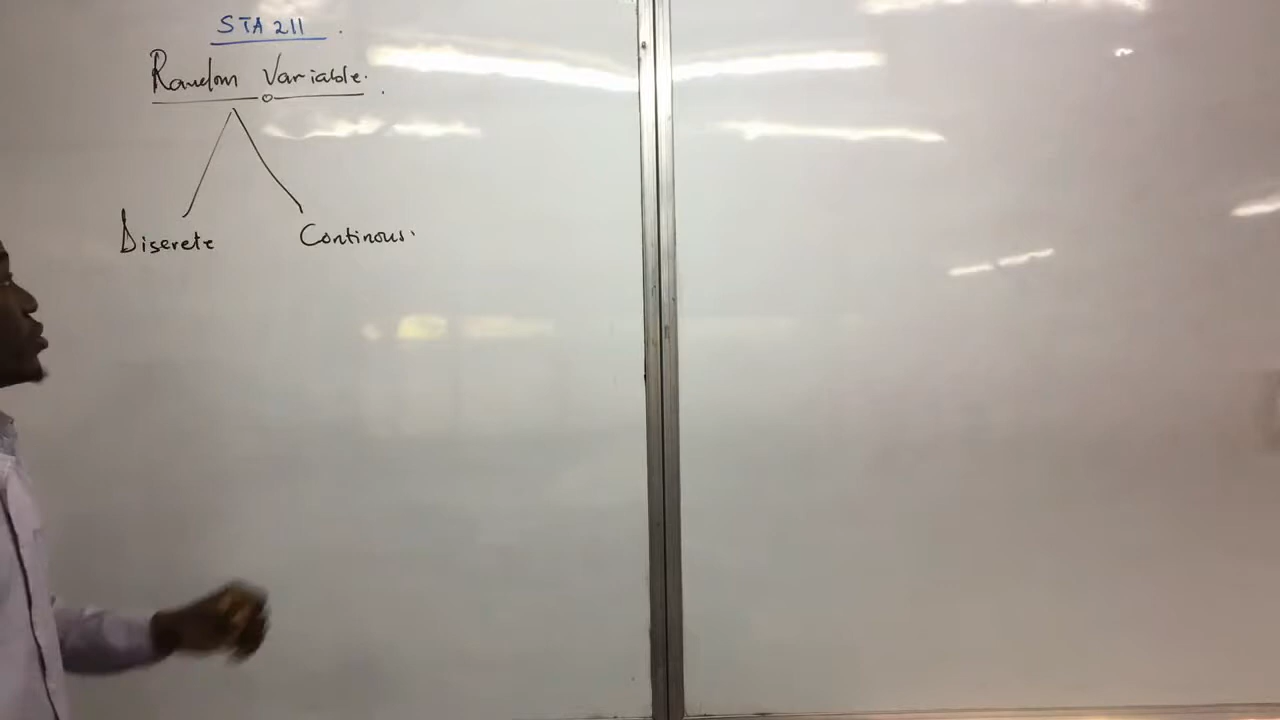 STA 211 .
Random Variable.
Discrete Continous.